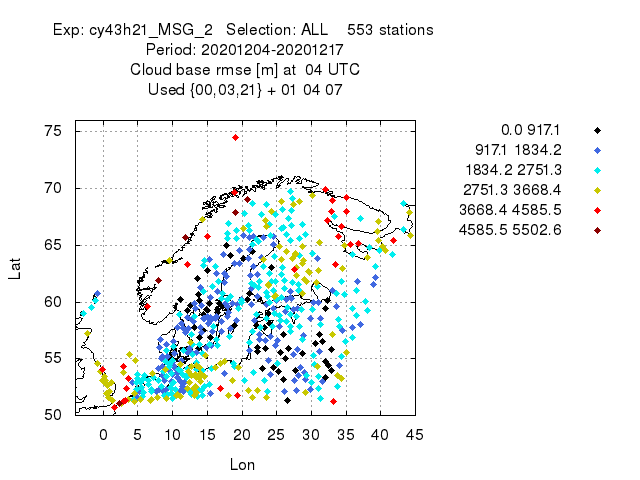 Exp: cy43h21_MSG_2 Selection: ALL 553 stations
Period: 20201204-20201217
Cloud base rmse [m] at 04 UTC
Used {00,03,21} + 01 04 07
75
70
65
60
55
50
Lat
0 5 10 15 20 25 30 35 40 45
Lon
0.0 917.1
917.1 1834.2
1834.2 2751.3
2751.3 3668.4
3668.4 4585.5
4585.5 5502.6